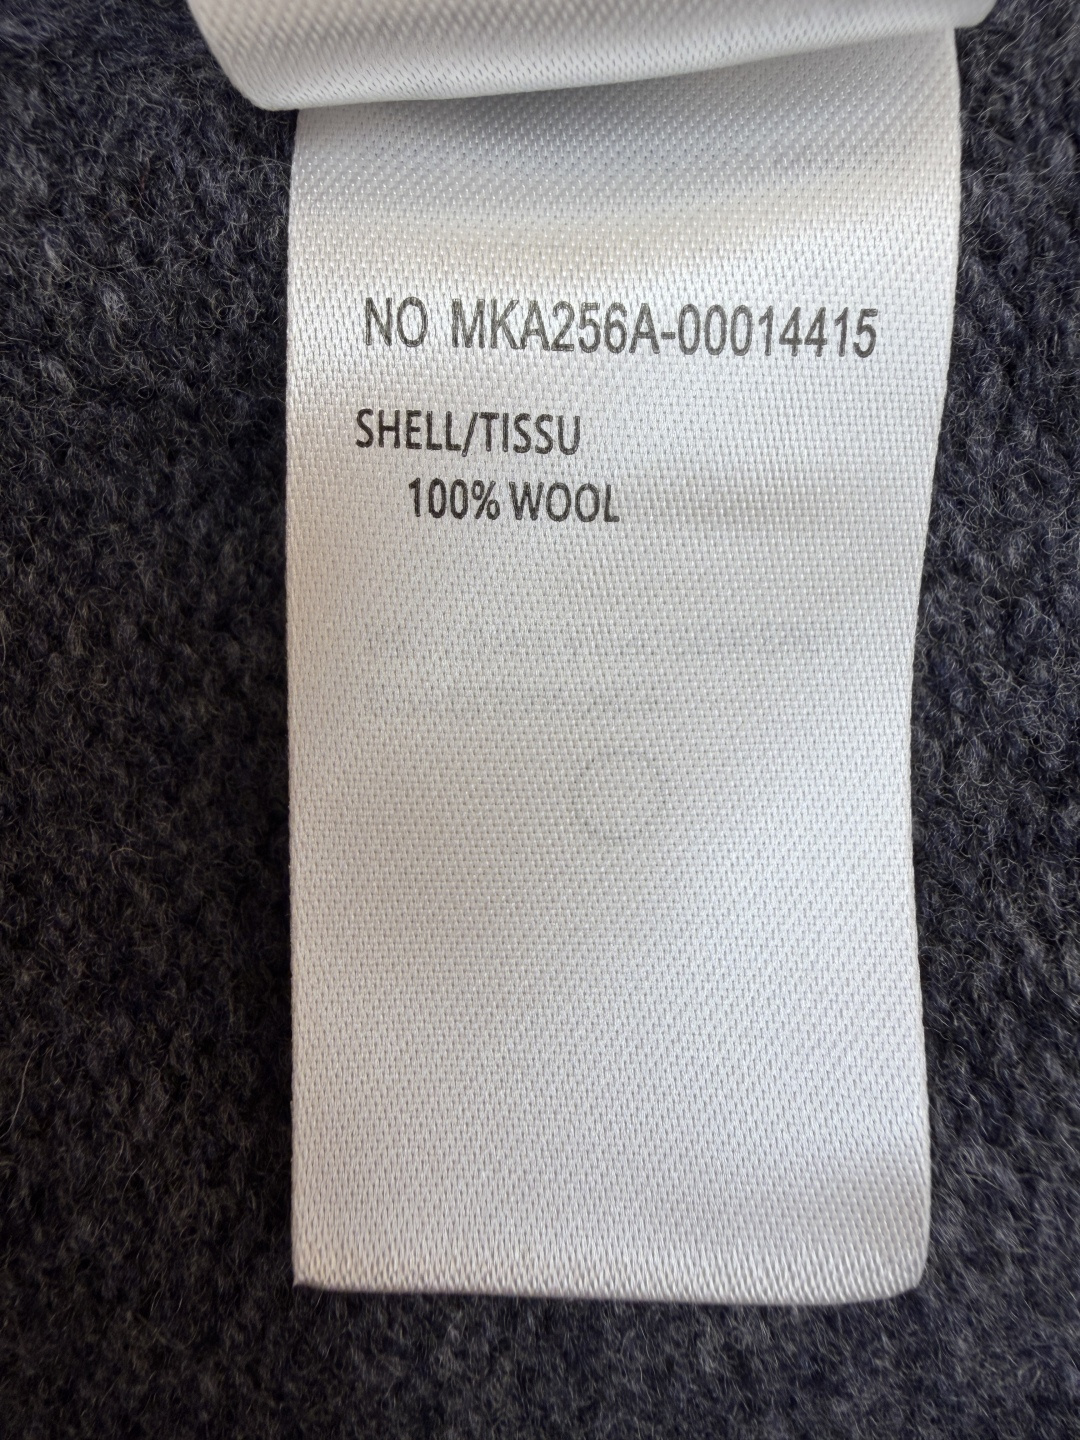 NO MKA256A-00014415
SHELL/TISSU
100% WOOL